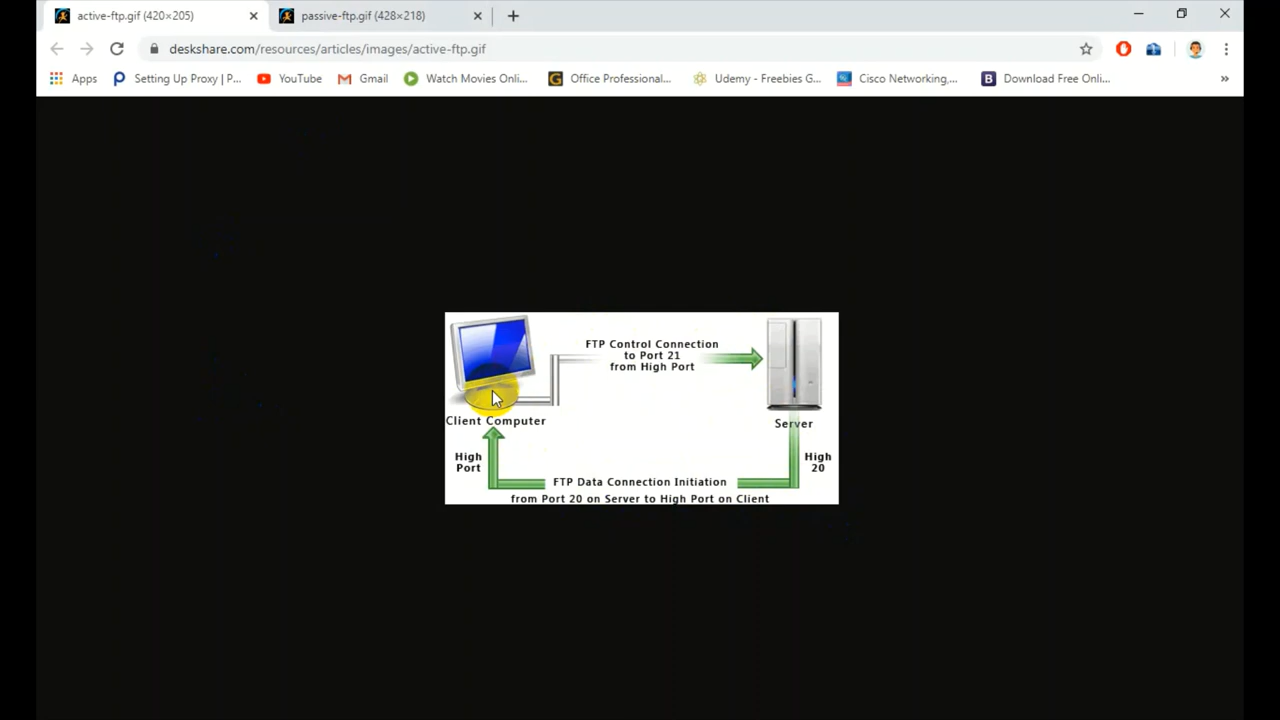 active-ftp.gif (420×205)
passive-ftp.gif (428×218)
deskshare.com/resources/articles/images/active-ftp.gif
Apps
Setting Up Proxy | P...
YouTube
Gmail
Watch Movies Onli...
Office Professional...
Udemy - Freebies G...
Cisco Networking,...
Download Free Onli...
FTP Control Connection
to Port 21
from High Port
Client Computer
Server
High
Port
High
20
FTP Data Connection Initiation
from Port 20 on Server to High Port on Client